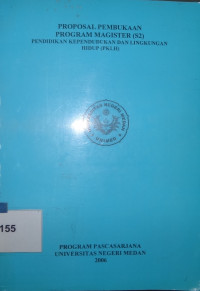 PROPOSAL PEMBUKAAN
PROGRAM MAGISTER (S2)
PENDIDIKAN KEPENDUDUKAN DAN LINGKUNGAN
HIDUP (PKLH)
155
PROGRAM PASCASARJANA
UNIVERSITAS NEGERI MEDAN
2006